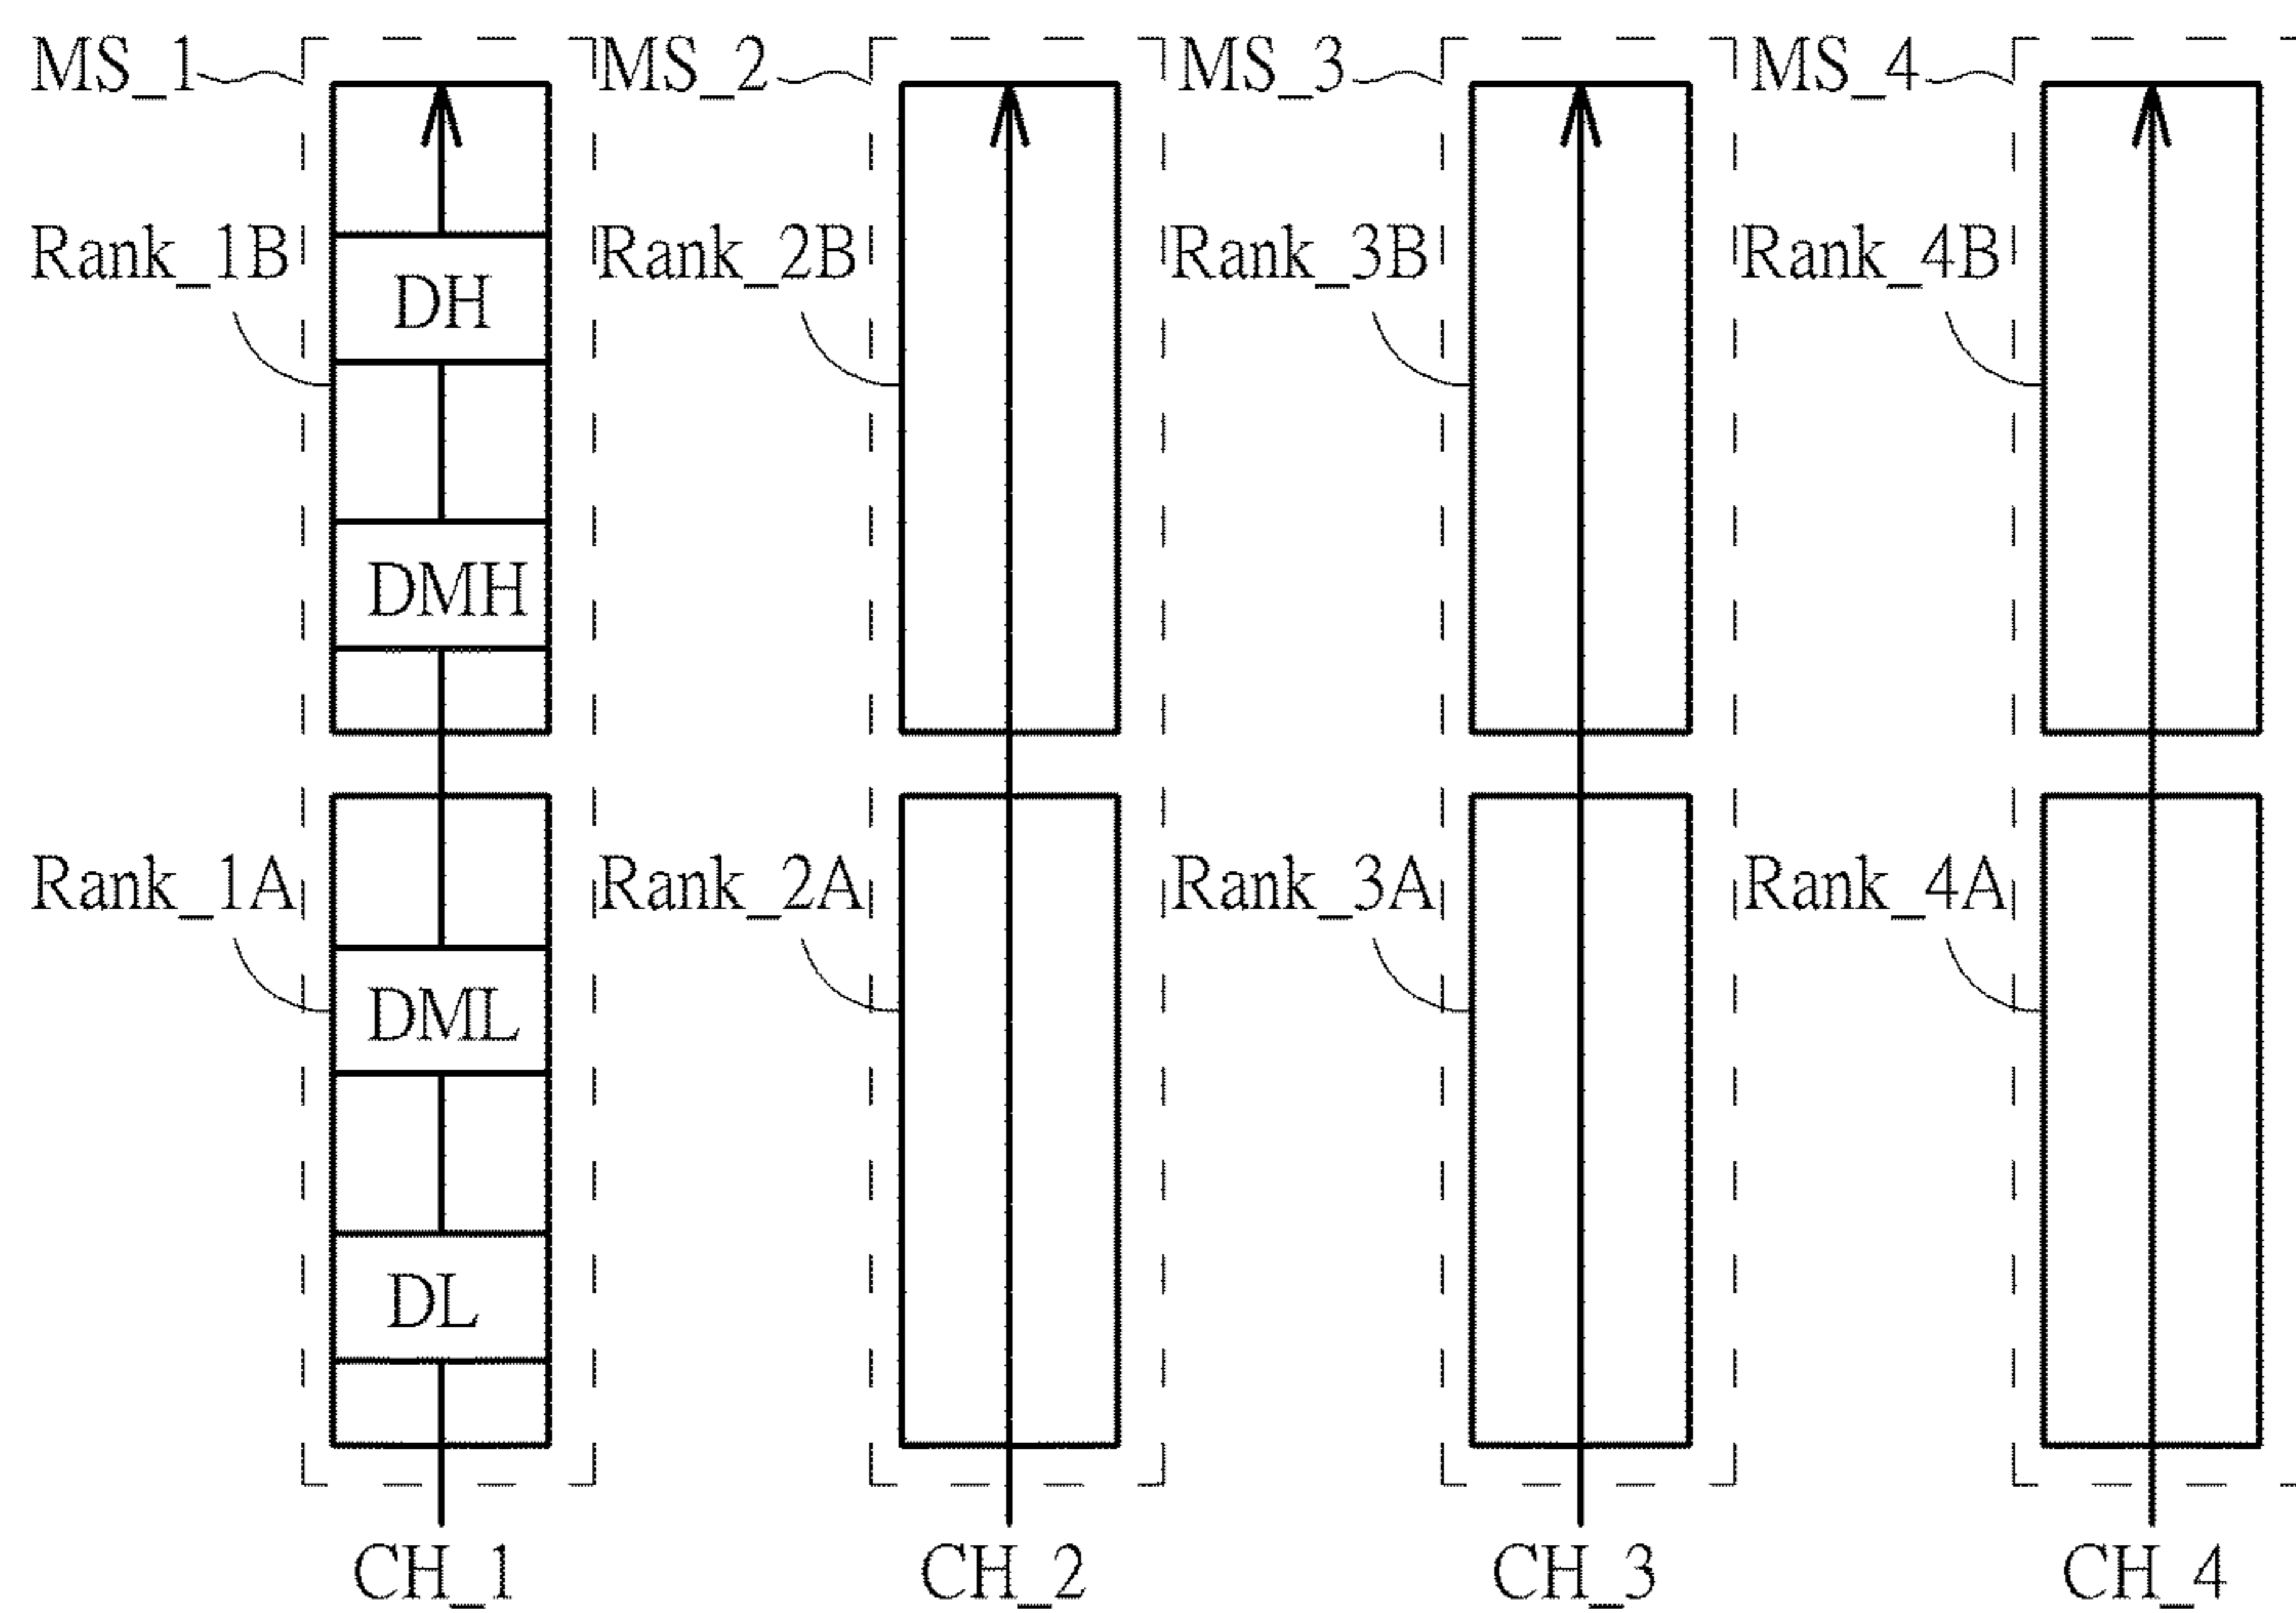 MS_1 MS_2 MS_3 MS_4
Rank_1B Rank_2B Rank_3B Rank_4B
DH
DMH
Rank_1A Rank_2A Rank_3A Rank_4A
DML
DL
CH_1 CH_2 CH_3 CH_4